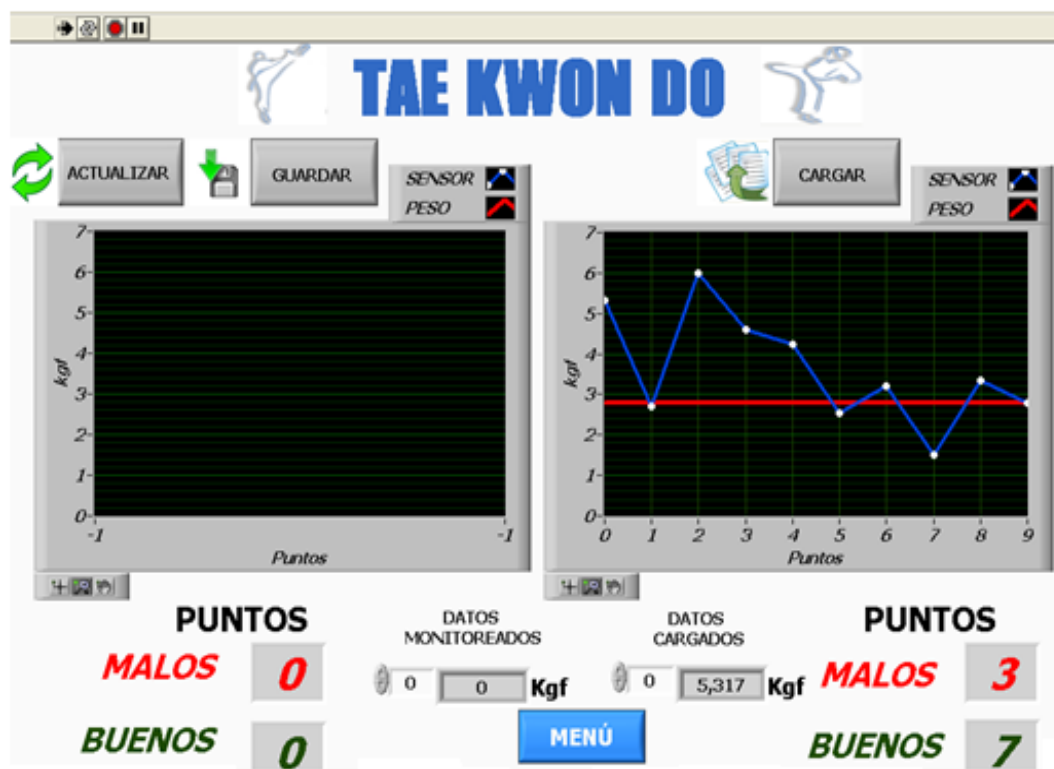 TAE KWON DO
ACTUALIZAR
GUARDAR
CARGAR
SENSOR
PESO
SENSOR
PESO
7
6
5
4
3
2
1
0
kgf
-1
-1
Puntos
7
6
5
4
3
2
1
0
kgf
0 1 2 3 4 5 6 7 8 9
Puntos
PUNTOS
MALOS 0
BUENOS 0
DATOS
MONITOREADOS
0 0 Kgf
DATOS
CARGADOS
0 5,317 Kgf
MENÚ
PUNTOS
MALOS 3
BUENOS 7